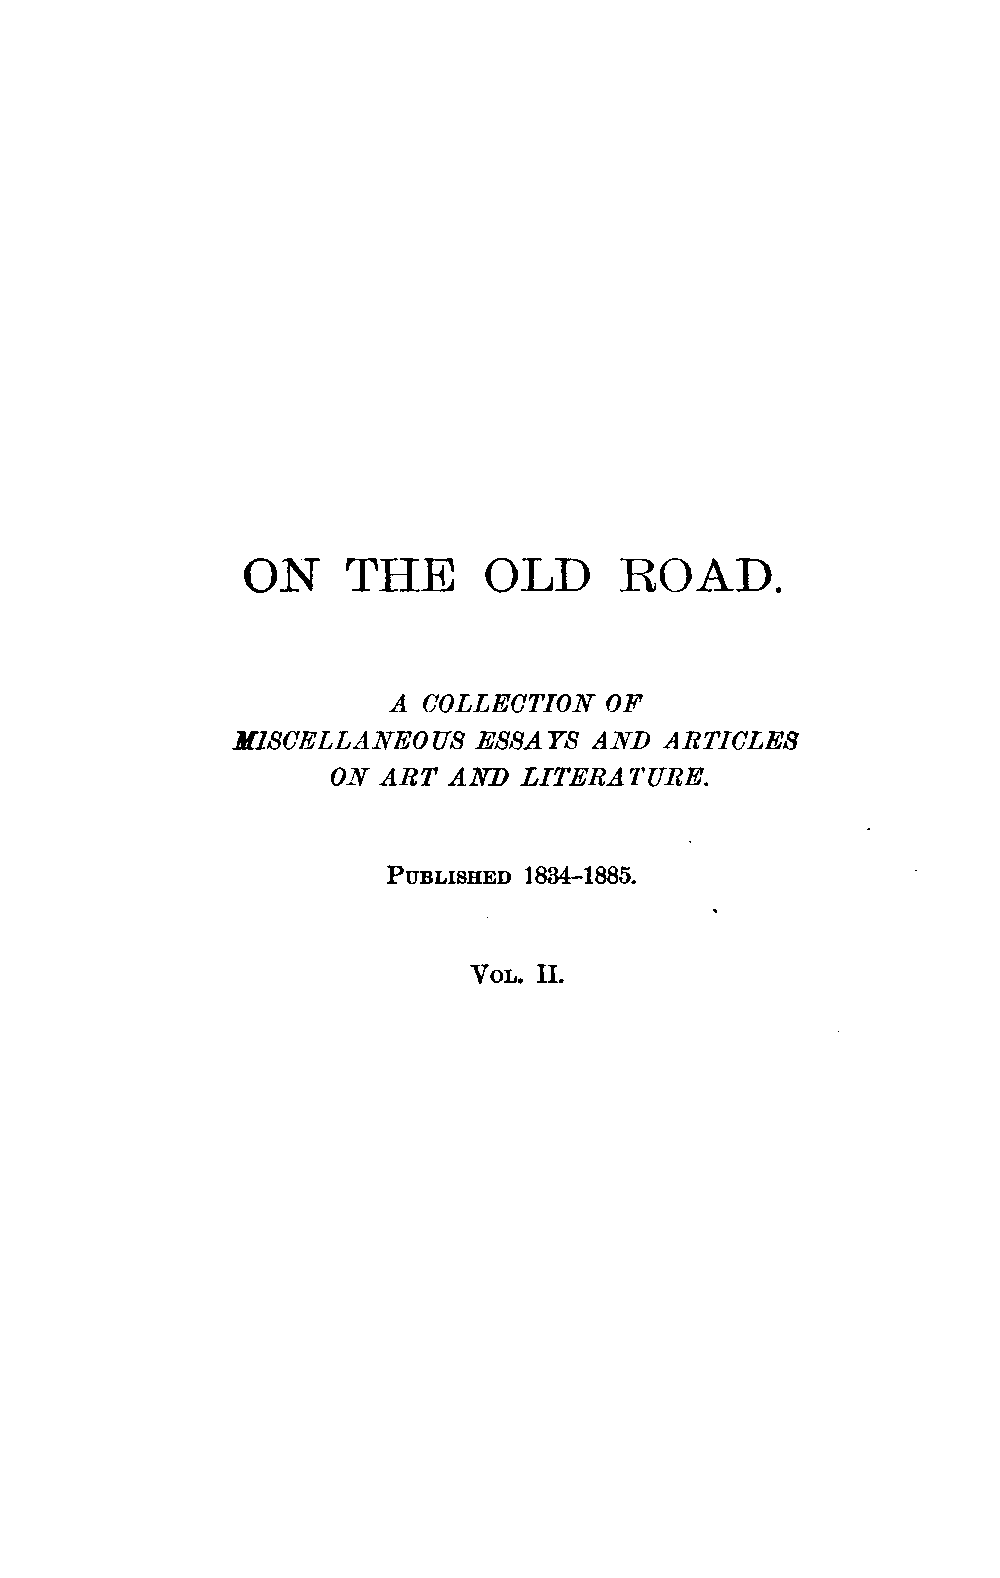 ON THE OLD ROAD.
A COLLECTION OF
MISCELLANEOUS ESSAYS AND ARTICLES
ON ART AND LITERATURE.
PUBLISHED 1834–1885.
VOL. II.